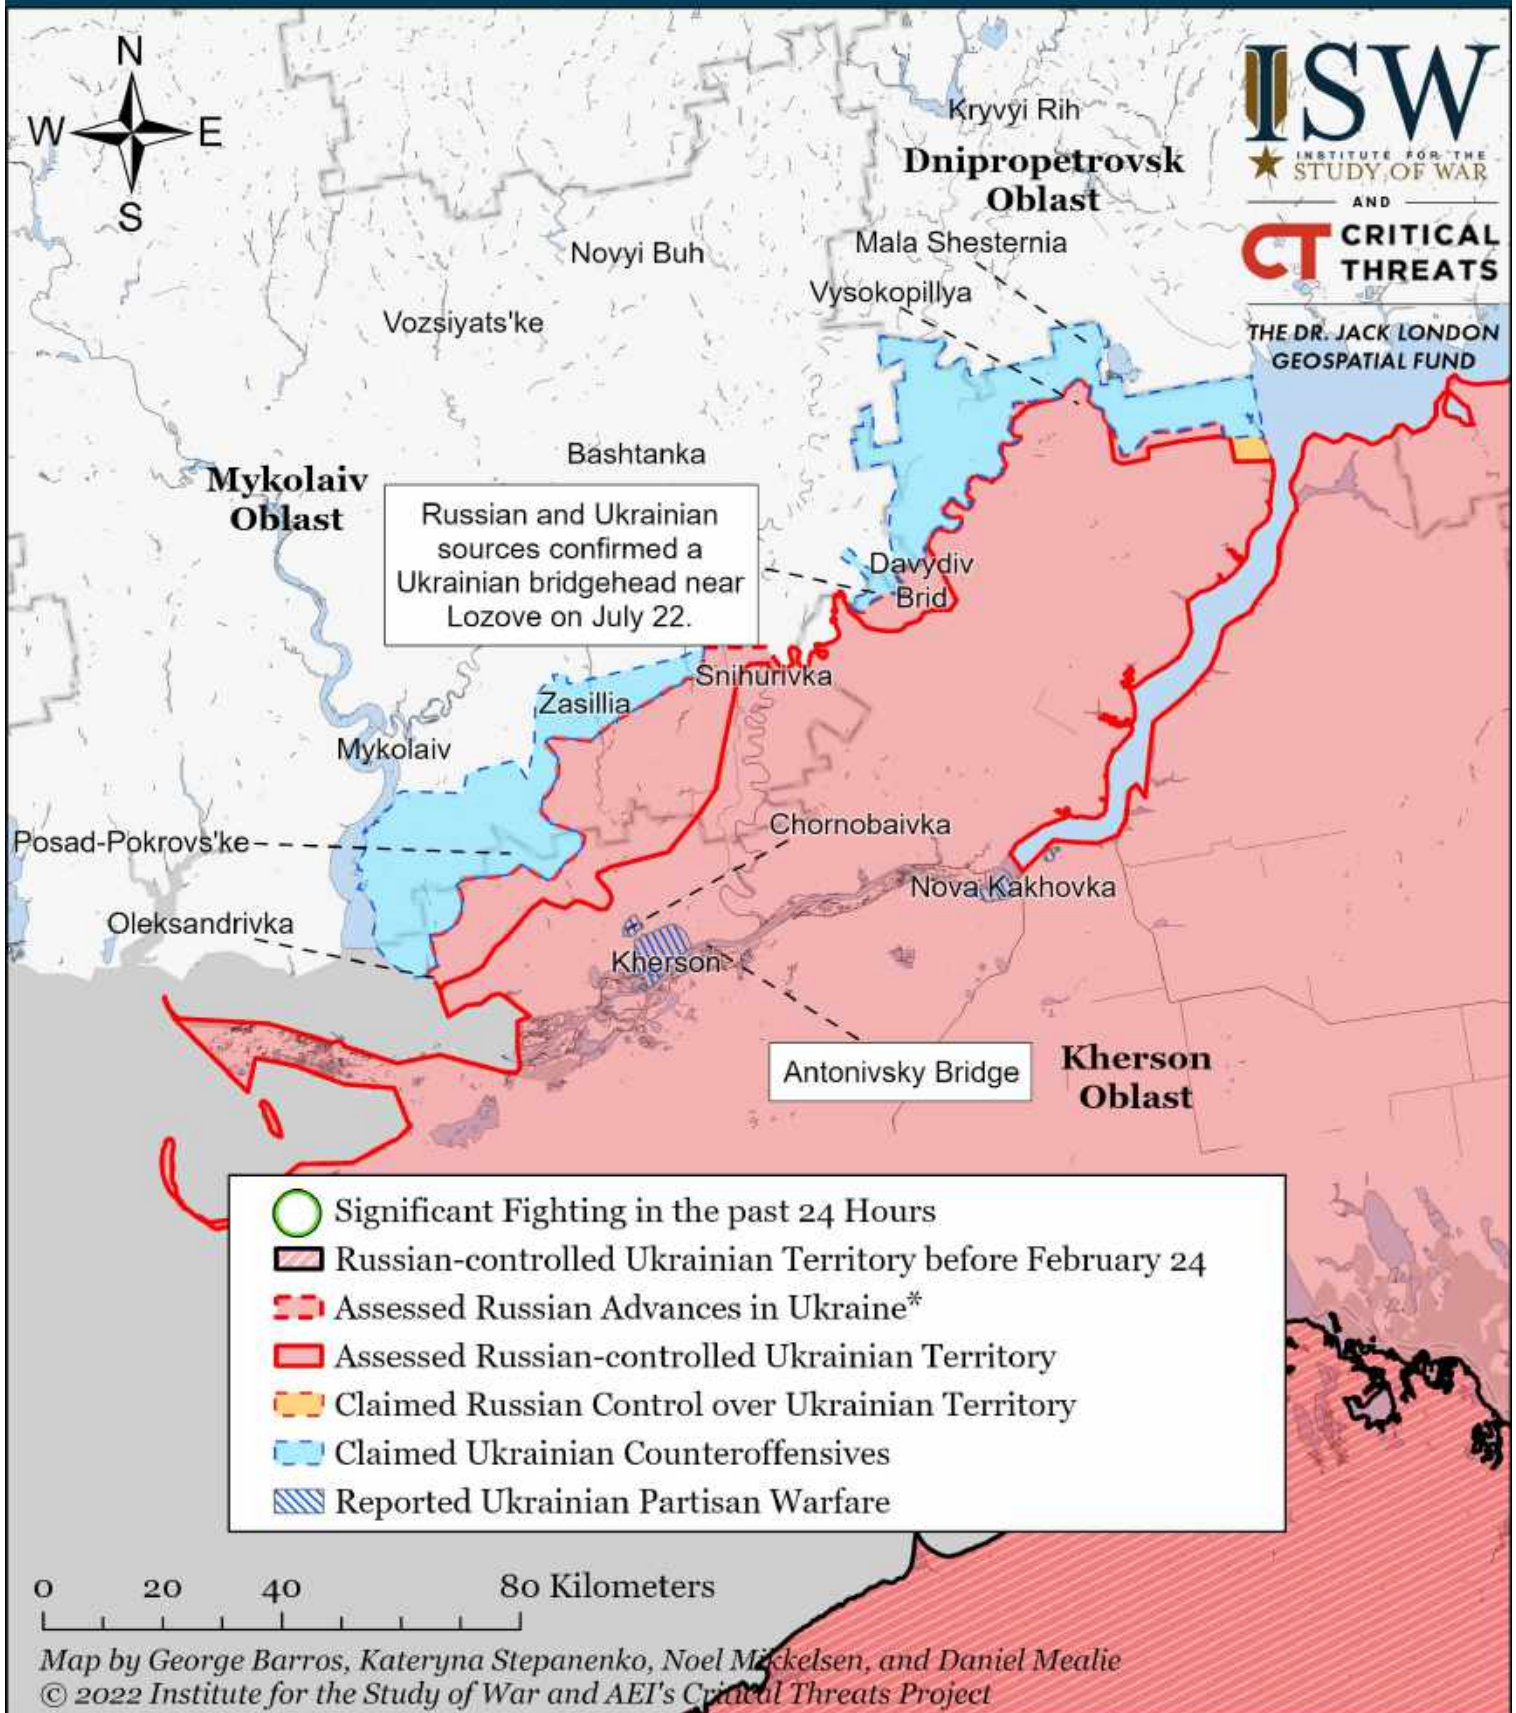 N
W E
S
Kryvyi Rih
Dnipropetrovsk
Oblast
ISW
INSTITUTE FOR THE
STUDY OF WAR
AND
CT CRITICAL
THREATS
THE DR. JACK LONDON
GEOSPATIAL FUND
Mala Shesternia
Novyi Buh
Vysokopillya
Vozsiyats'ke
Bashtanka
Mykolaiv
Oblast
Russian and Ukrainian
sources confirmed a
Ukrainian bridgehead near
Lozove on July 22.
Davydiv
Brid
Snihurivka
Zasillia
Mykolaiv
Chornobaivka
Posad-Pokrovs'ke
Nova Kakhovka
Oleksandrivka
Kherson
Antonivsky Bridge
Kherson
Oblast
Significant Fighting in the past 24 Hours
Russian-controlled Ukrainian Territory before February 24
Assessed Russian Advances in Ukraine*
Assessed Russian-controlled Ukrainian Territory
Claimed Russian Control over Ukrainian Territory
Claimed Ukrainian Counteroffensives
Reported Ukrainian Partisan Warfare
0 20 40 80 Kilometers
Map by George Barros, Kateryna Stepanenko, Noel Mikkelsen, and Daniel Mealie
© 2022 Institute for the Study of War and AEI's Critical Threats Project